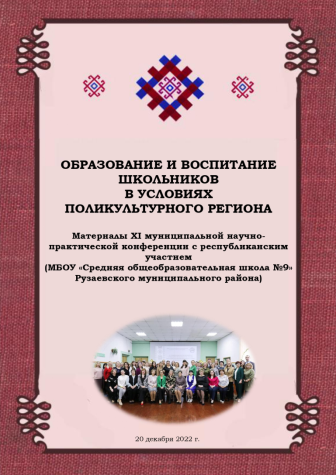 ОБРАЗОВАНИЕ И ВОСПИТАНИЕ
ШКОЛЬНИКОВ
В УСЛОВИЯХ
ПОЛИКУЛЬТУРНОГО РЕГИОНА
Материалы XI муниципальной научно-
практической конференции с республиканским
участием
(МБОУ «Средняя общеобразовательная школа №9»
Рузаевского муниципального района)
20 декабря 2022 г.